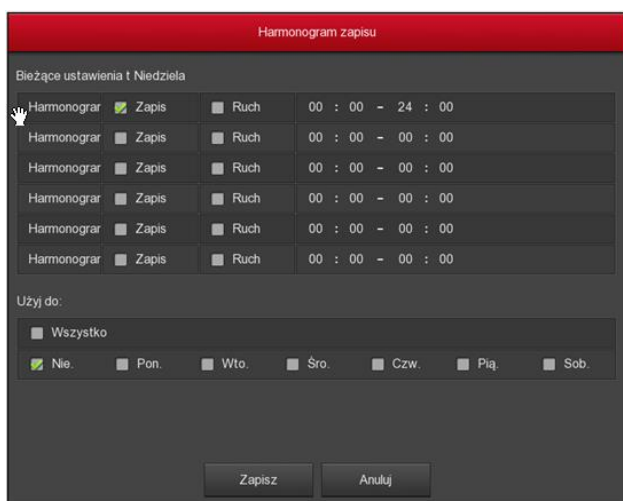 Harmonogram zapisu
Bieżące ustawienia t Niedziela
Harmonograr Zapis Ruch 00 : 00 - 24 : 00
Harmonograr Zapis Ruch 00 : 00 - 00 : 00
Harmonograr Zapis Ruch 00 : 00 - 00 : 00
Harmonograr Zapis Ruch 00 : 00 - 00 : 00
Harmonograr Zapis Ruch 00 : 00 - 00 : 00
Harmonograr Zapis Ruch 00 : 00 - 00 : 00
Użyj do:
Wszystko
Nie. Pon. Wto. Śro. Czw. Pią. Sob.
Zapisz Anuluj